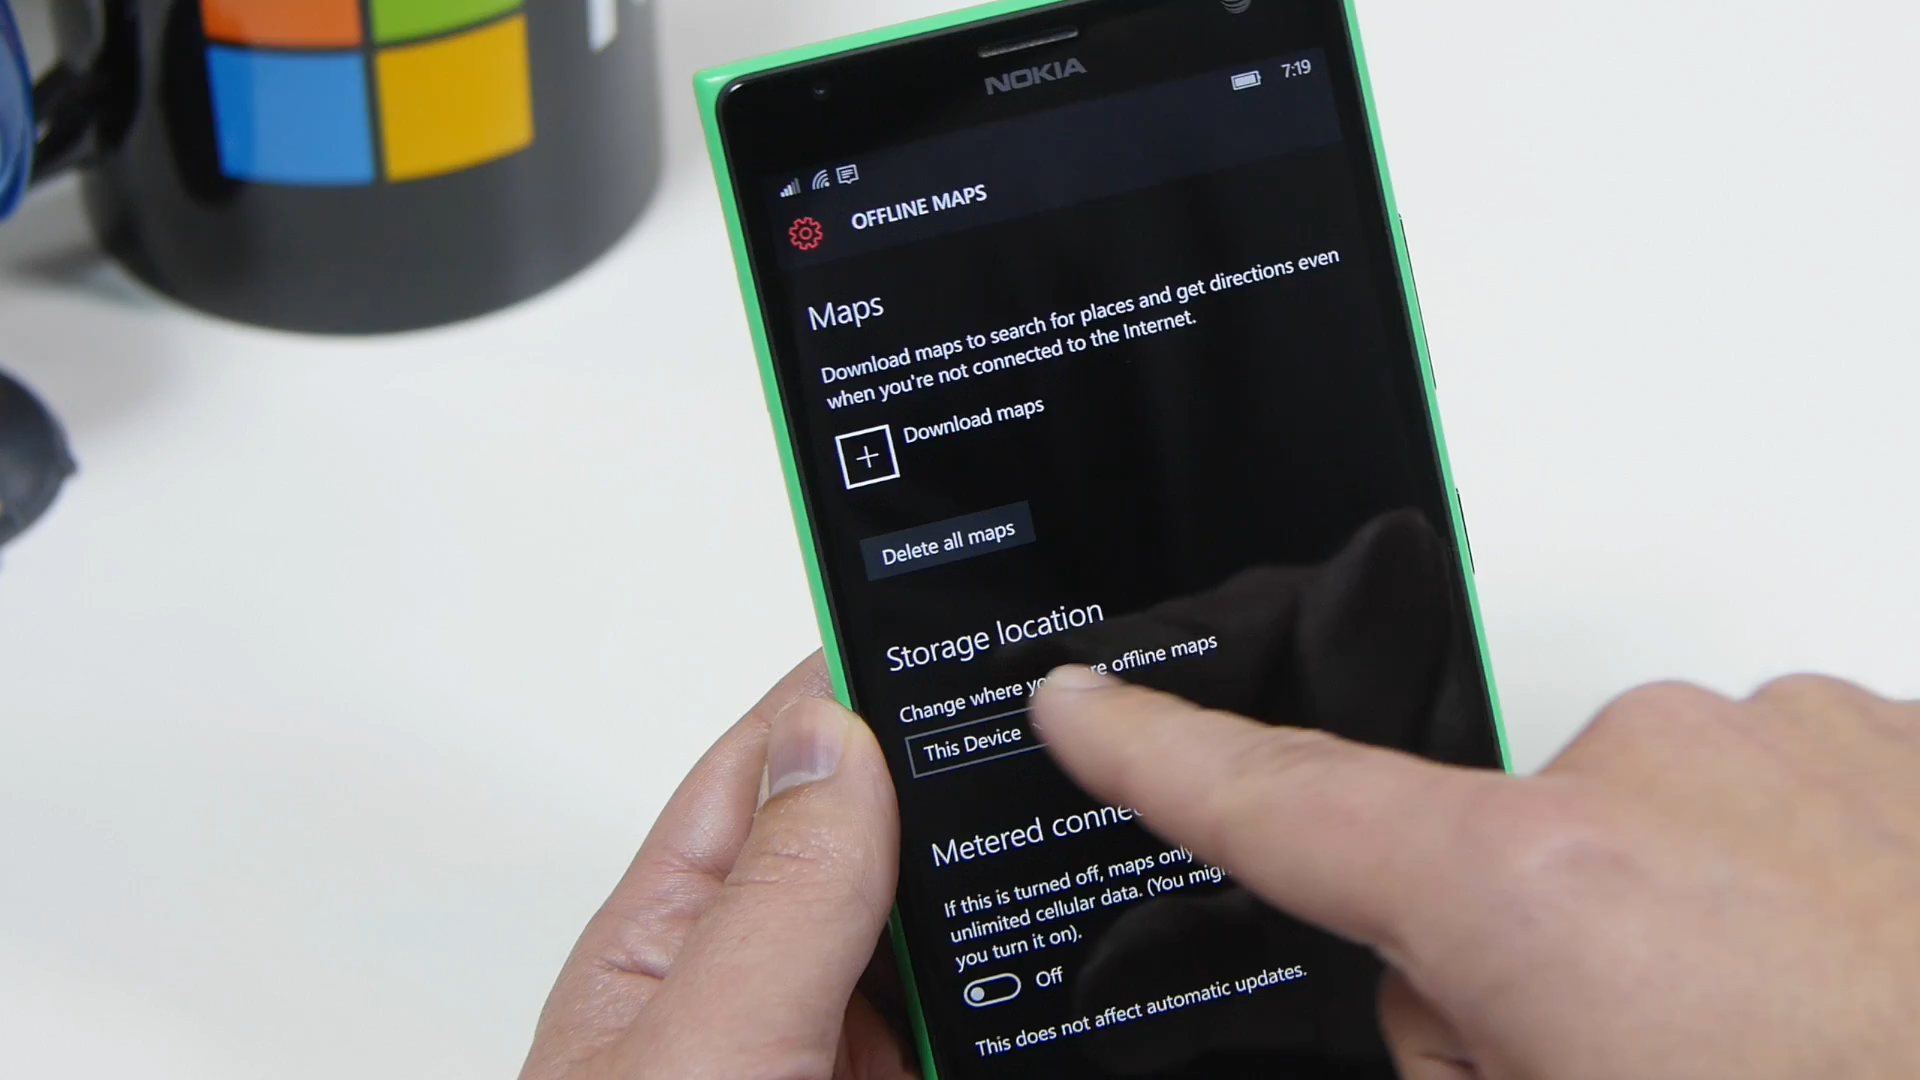 NOKIA
7:19
OFFLINE MAPS
Maps
Download maps to search for places and get directions even
when you're not connected to the Internet.
Download maps
Delete all maps
Storage location
Change where offline maps
This Device
Metered
If this is turned off, maps only
unlimited cellular data. (You
you turn it on).
Off
This does not affect automatic updates.